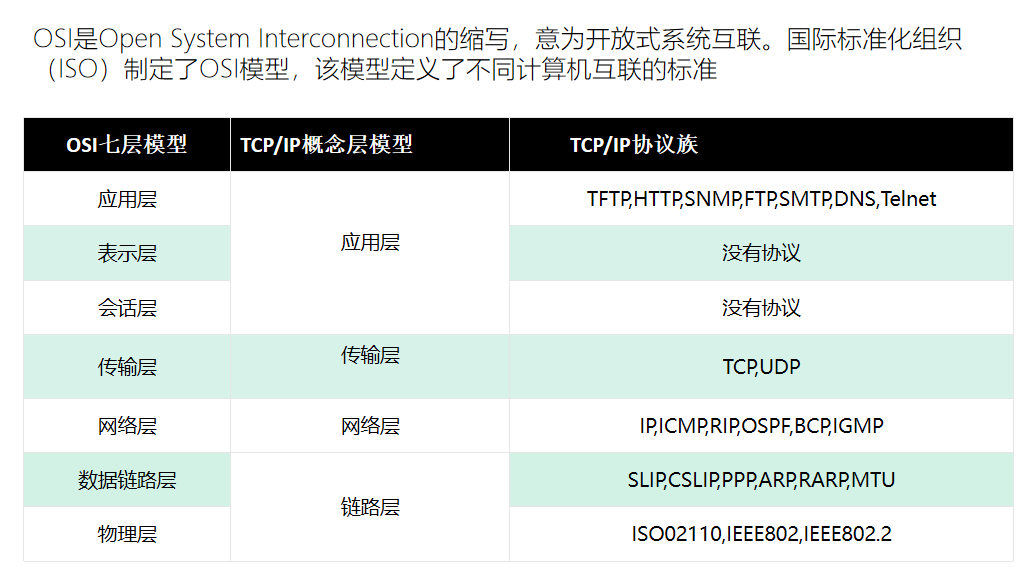 OSI是Open System Interconnection的缩写，意为开放式系统互联。国际标准化组织
（ISO）制定了OSI模型，该模型定义了不同计算机互联的标准
OSI七层模型 TCP/IP概念层模型 TCP/IP协议族
应用层 应用层 TFTP,HTTP,SNMP,FTP,SMTP,DNS,Telnet
表示层 没有协议
会话层 没有协议
传输层 传输层 TCP,UDP
网络层 网络层 IP,ICMP,RIP,OSPF,BCP,IGMP
数据链路层 链路层 SLIP,CSLIP,PPP,ARP,RARP,MTU
物理层 ISO02110,IEEE802,IEEE802.2